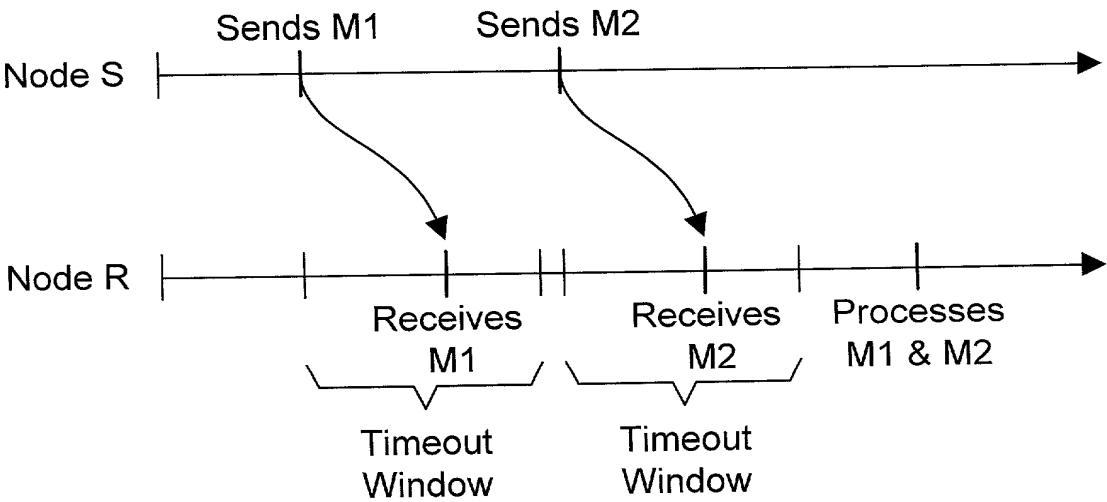 Sends M1
Sends M2
Node S
Node R
Receives
M1
Receives
M2
Processes
M1 & M2
Timeout
Window
Timeout
Window